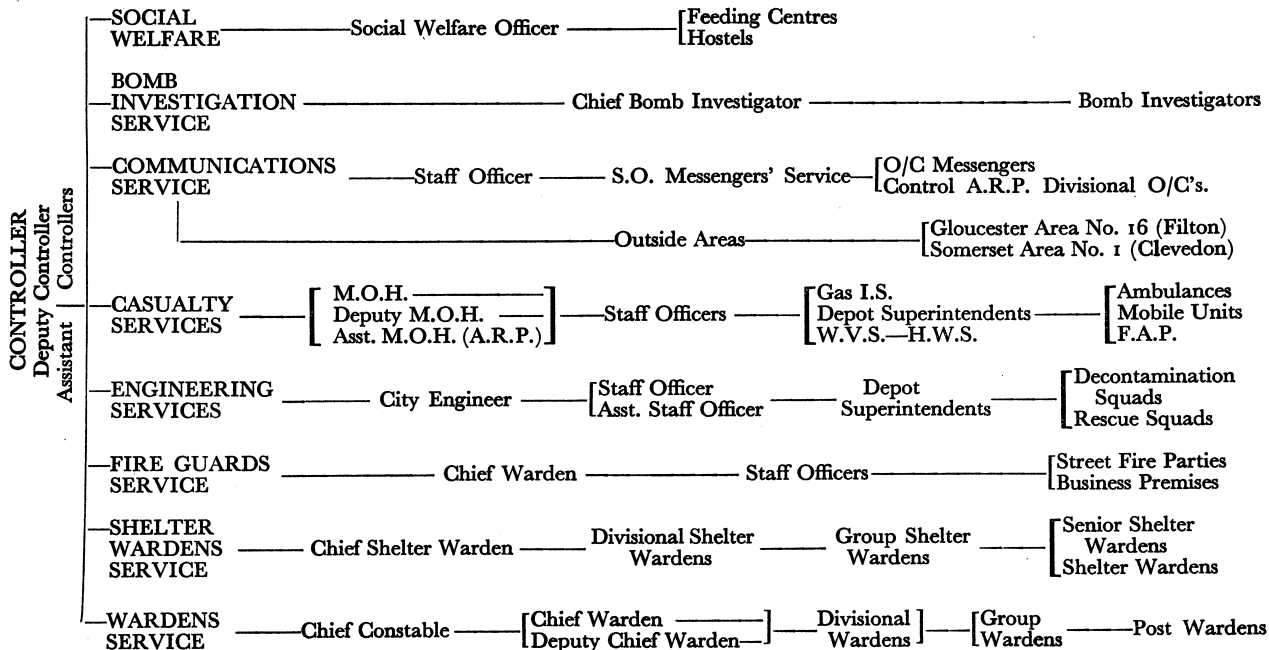 CONTROLLER
Deputy Controller
Assistant Controllers
SOCIAL
WELFARE
Social Welfare Officer
Feeding Centres
Hostels
BOMB
INVESTIGATION
SERVICE
Chief Bomb Investigator
Bomb Investigators
COMMUNICATIONS
SERVICE
Staff Officer
S.O. Messengers' Service
O/C Messengers
Control A.R.P. Divisional O/C's.
Outside Areas
Gloucester Area No. 16 (Filton)
Somerset Area No. 1 (Clevedon)
CASUALTY
SERVICES
M.O.H.
Deputy M.O.H.
Asst. M.O.H. (A.R.P.)
Staff Officers
Gas I.S.
Depot Superintendents
W.V.S.—H.W.S.
Ambulances
Mobile Units
F.A.P.
ENGINEERING
SERVICES
City Engineer
Staff Officer
Asst. Staff Officer
Depot
Superintendents
Decontamination
Squads
Rescue Squads
FIRE GUARDS
SERVICE
Chief Warden
Staff Officers
Street Fire Parties
Business Premises
SHELTER
WARDENS
SERVICE
Chief Shelter Warden
Divisional Shelter
Wardens
Group Shelter
Wardens
Senior Shelter
Wardens
Shelter Wardens
WARDENS
SERVICE
Chief Constable
Chief Warden
Deputy Chief Warden
Divisional
Wardens
Group
Wardens
Post Wardens